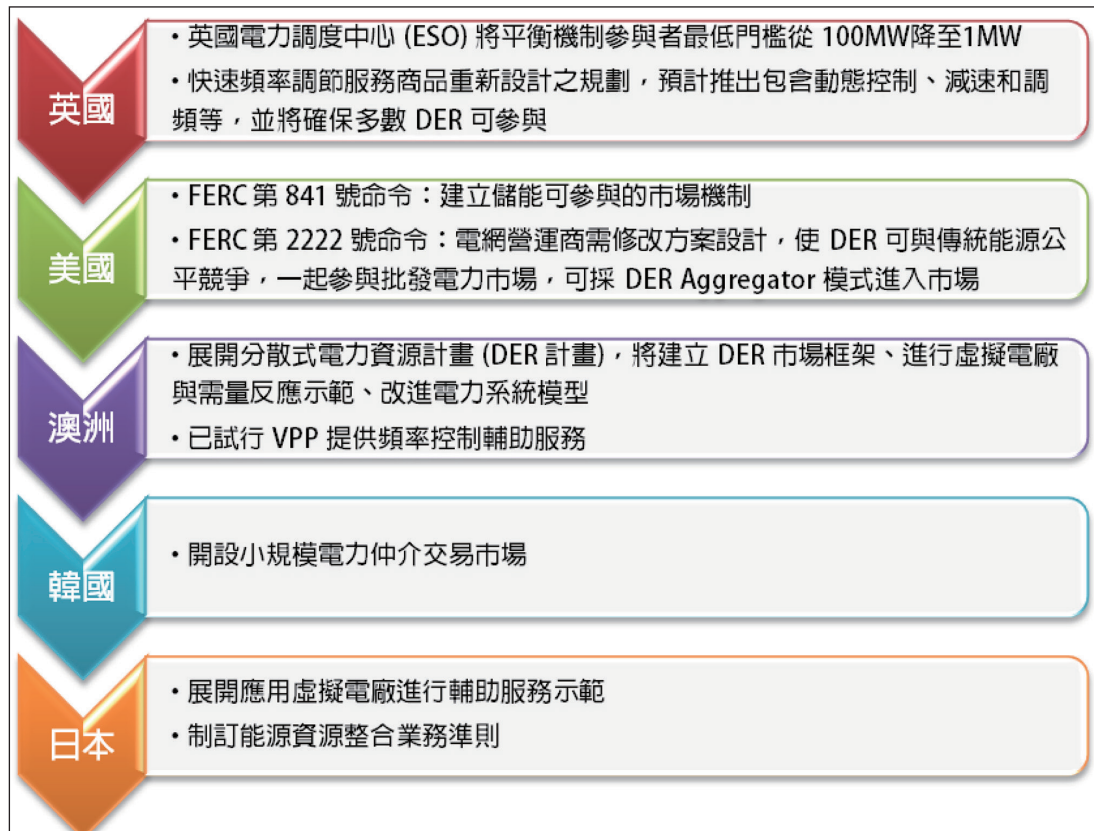 英國
・英國電力調度中心 (ESO) 將平衡機制參與者最低門檻從 100MW降至1MW
・快速頻率調節服務商品重新設計之規劃，預計推出包含動態控制、減速和調
頻等，並將確保多數 DER 可參與
美國
・FERC 第 841 號命令：建立儲能可參與的市場機制
・FERC 第 2222 號命令：電網營運商需修改方案設計，使 DER 可與傳統能源公
平競爭，一起參與批發電力市場，可採 DER Aggregator 模式進入市場
澳洲
・展開分散式電力資源計畫 (DER 計畫)，將建立 DER 市場框架、進行虛擬電廠
與需量反應示範、改進電力系統模型
・已試行 VPP 提供頻率控制輔助服務
韓國
・開設小規模電力仲介交易市場
日本
・展開應用虛擬電廠進行輔助服務示範
・制訂能源資源整合業務準則